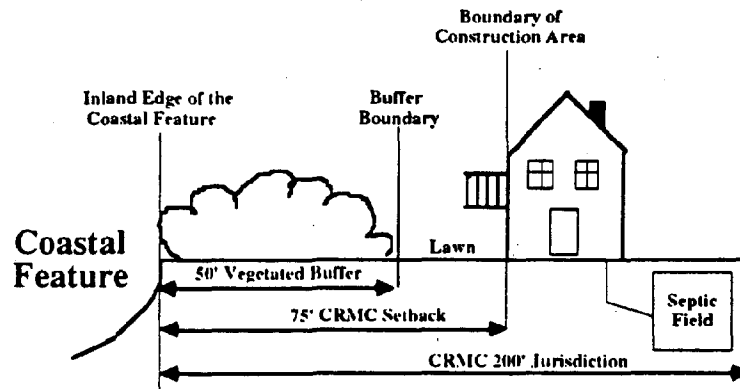 Boundary of
Construction Area
Inland Edge of the
Coastal Feature
Buffer
Boundary
Coastal
Feature
Lawn
50' Vegetated Buffer
75' CRMC Setback
Septic
Field
CRMC 200' Jurisdiction